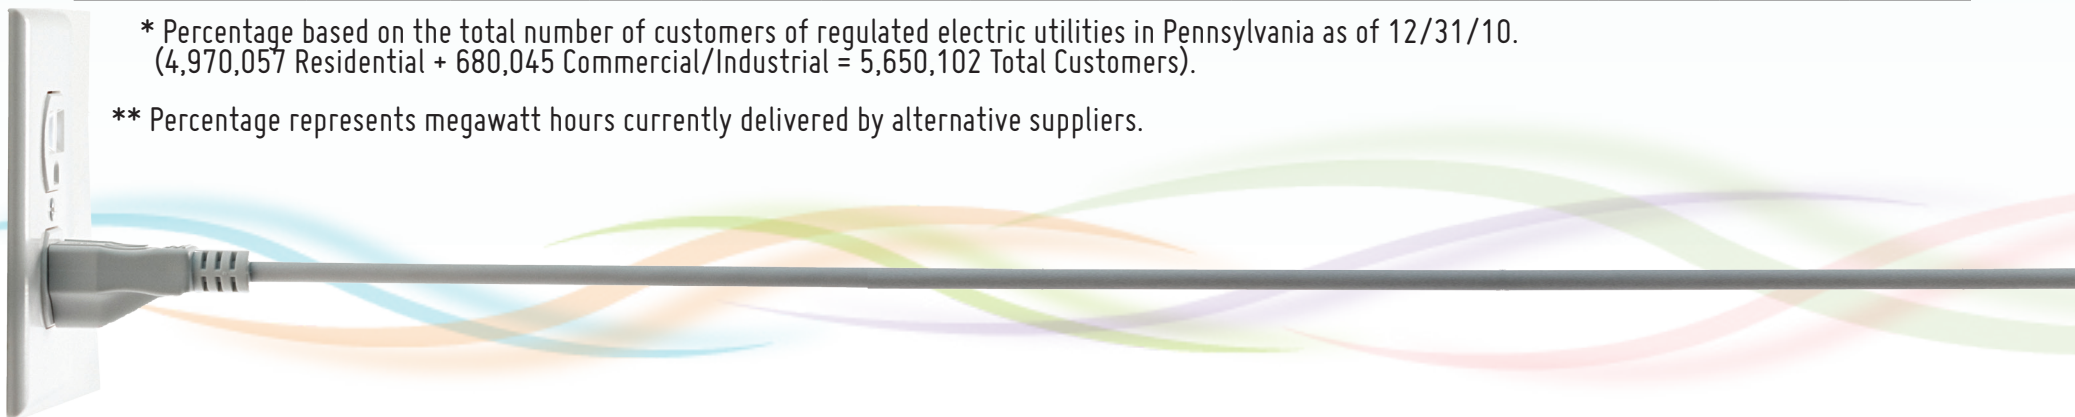 * Percentage based on the total number of customers of regulated electric utilities in Pennsylvania as of 12/31/10.
(4,970,057 Residential + 680,045 Commercial/Industrial = 5,650,102 Total Customers).
** Percentage represents megawatt hours currently delivered by alternative suppliers.